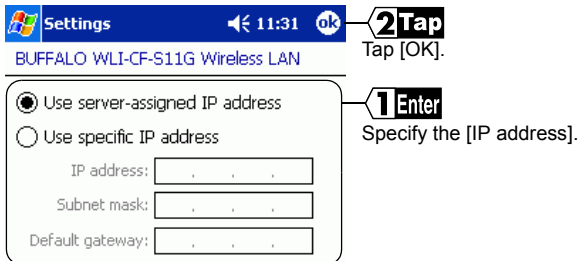 Settings 11:31 ok
2 Tap
Tap [OK].
BUFFALO WLI-CF-S11G Wireless LAN
Use server-assigned IP address
1 Enter
Specify the [IP address].
Use specific IP address
IP address: . . .
Subnet mask: . . .
Default gateway: . . .